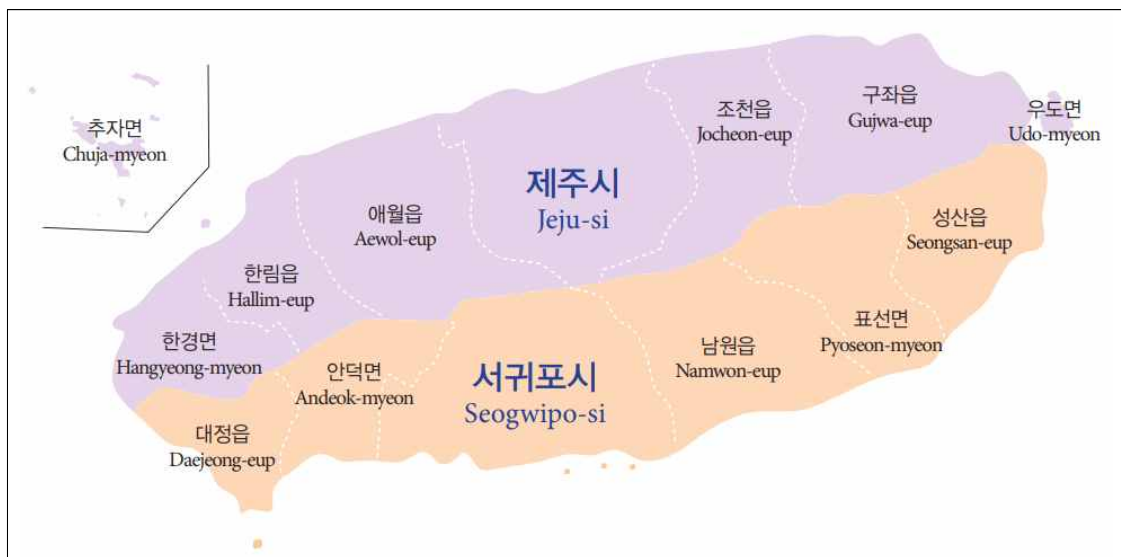 추자면
Chuja-myeon
조천읍
Jocheon-eup
구좌읍
Gujwa-eup
우도면
Udo-myeon
제주시
Jeju-si
애월읍
Aewol-eup
성산읍
Seongsan-eup
한림읍
Hallim-eup
한경면
Hangyeong-myeon
안덕면
Andeok-myeon
서귀포시
Seogwipo-si
남원읍
Namwon-eup
표선면
Pyoseon-myeon
대정읍
Daejeong-eup